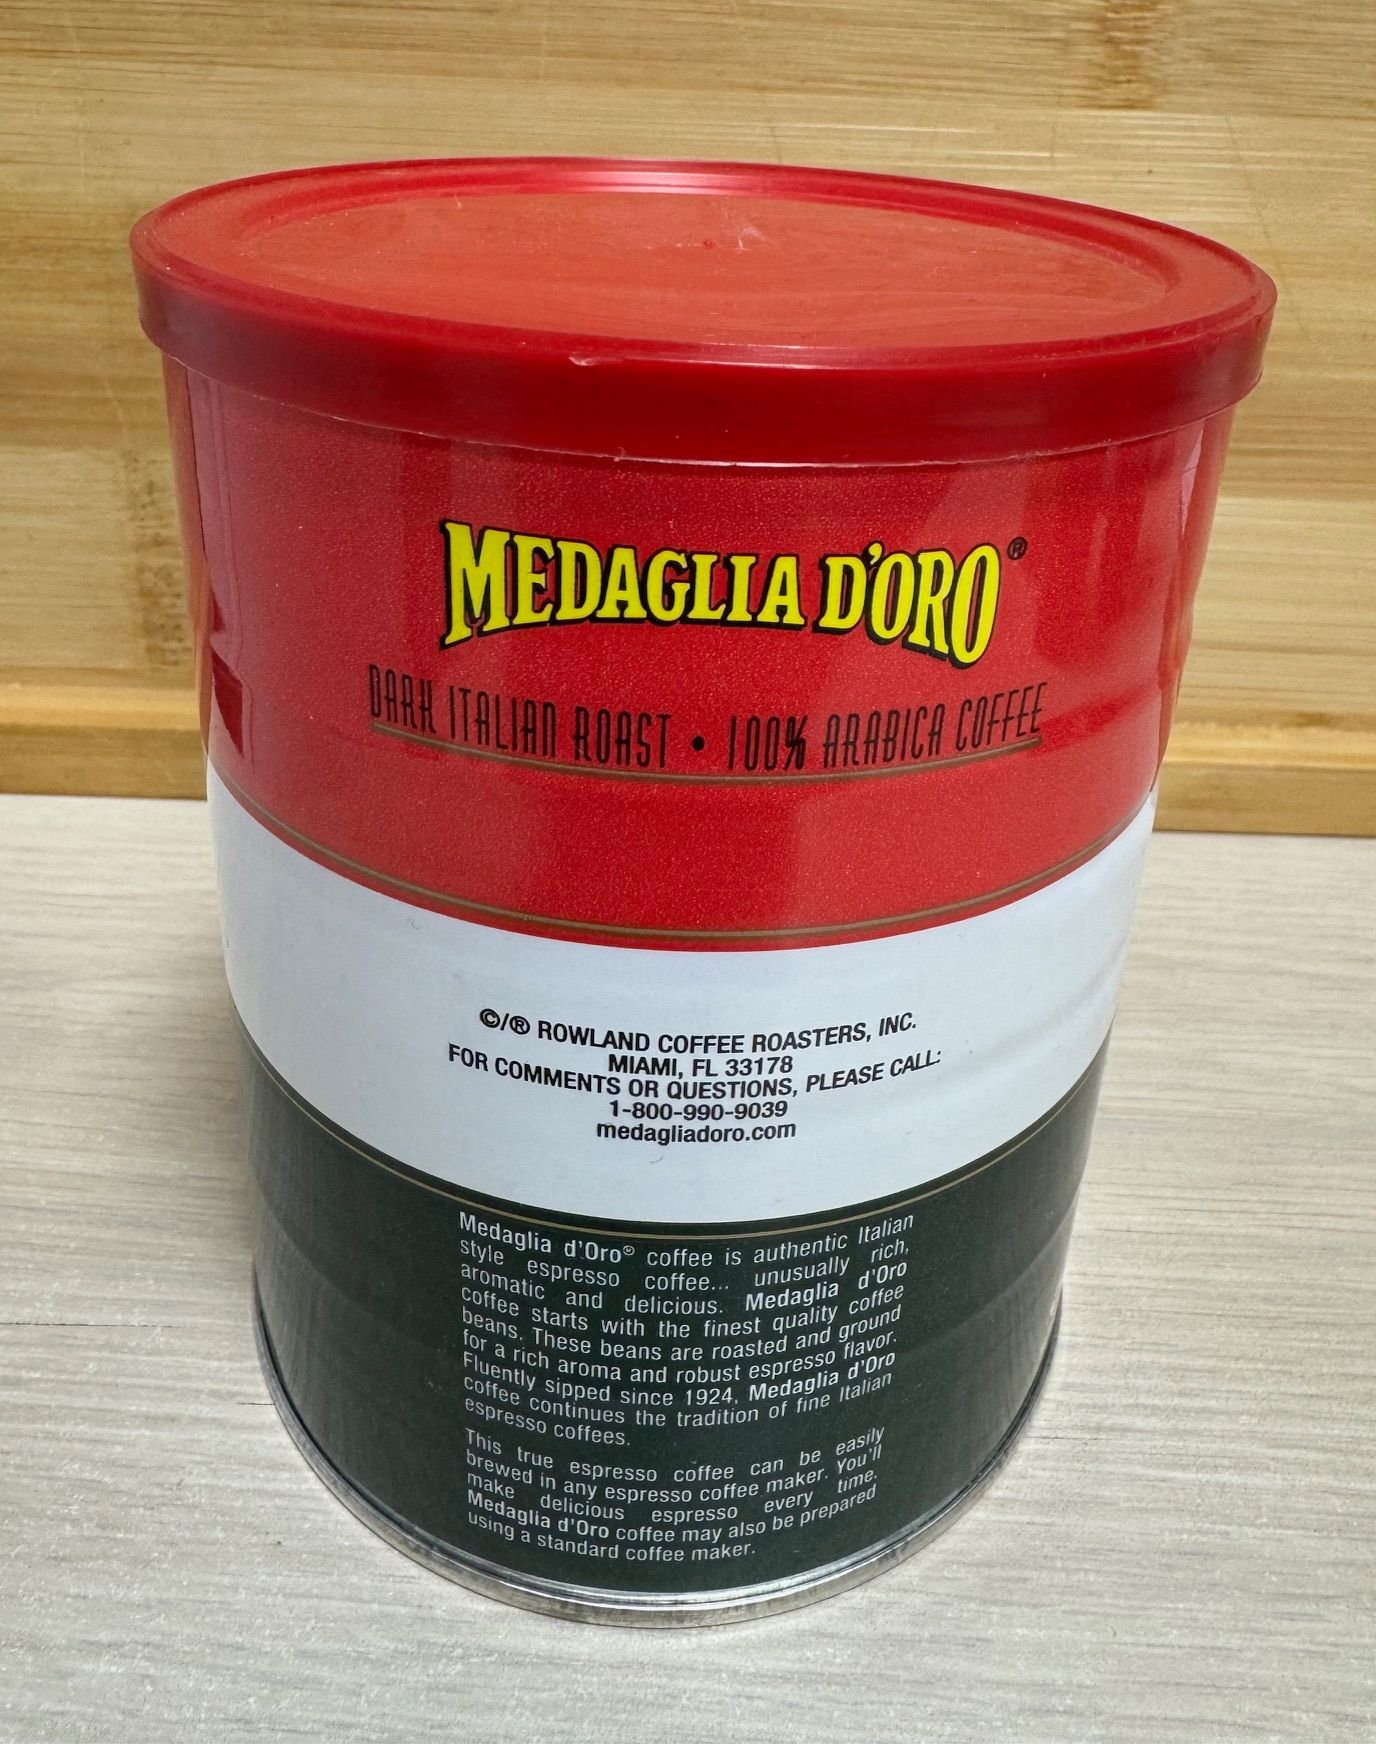 MEDAGLIA D'ORO®
DARK ITALIAN ROAST • 100% ARABICA COFFEE
©/® ROWLAND COFFEE ROASTERS, INC.
MIAMI, FL 33178
FOR COMMENTS OR QUESTIONS, PLEASE CALL:
1-800-990-9039
medagliadoro.com
Medaglia d'Oro® coffee is authentic Italian
style espresso coffee... unusually rich,
aromatic and delicious. Medaglia d'Oro
coffee starts with the finest quality coffee
beans. These beans are roasted and ground
for a rich aroma and robust espresso flavor.
Fluently sipped since 1924, Medaglia d'Oro
coffee continues the tradition of fine Italian
espresso coffees.
This true espresso coffee can be easily
brewed in any espresso coffee maker. You'll
make delicious espresso every time.
Medaglia d'Oro coffee may also be prepared
using a standard coffee maker.